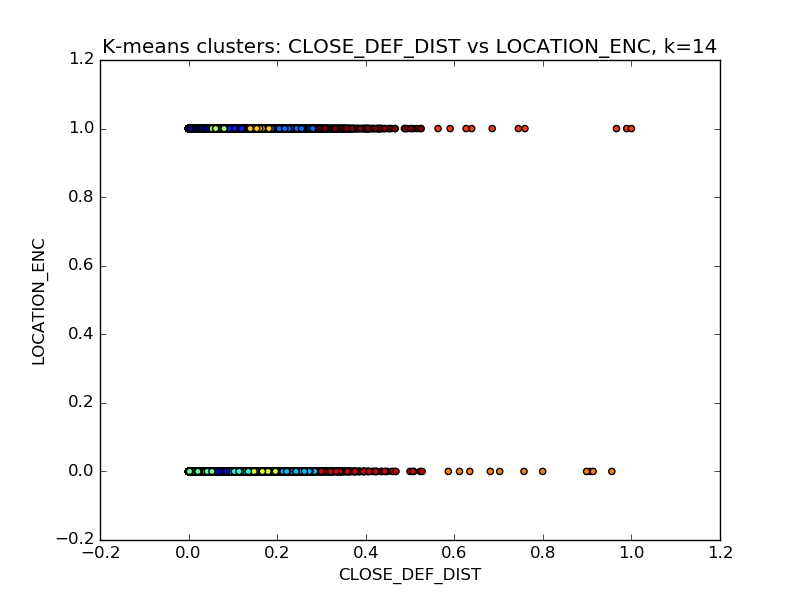 K-means clusters: CLOSE_DEF_DIST vs LOCATION_ENC, k=14
1.2
1.0
0.8
0.6
0.4
0.2
0.0
−0.2
LOCATION_ENC
−0.2 0.0 0.2 0.4 0.6 0.8 1.0 1.2
CLOSE_DEF_DIST